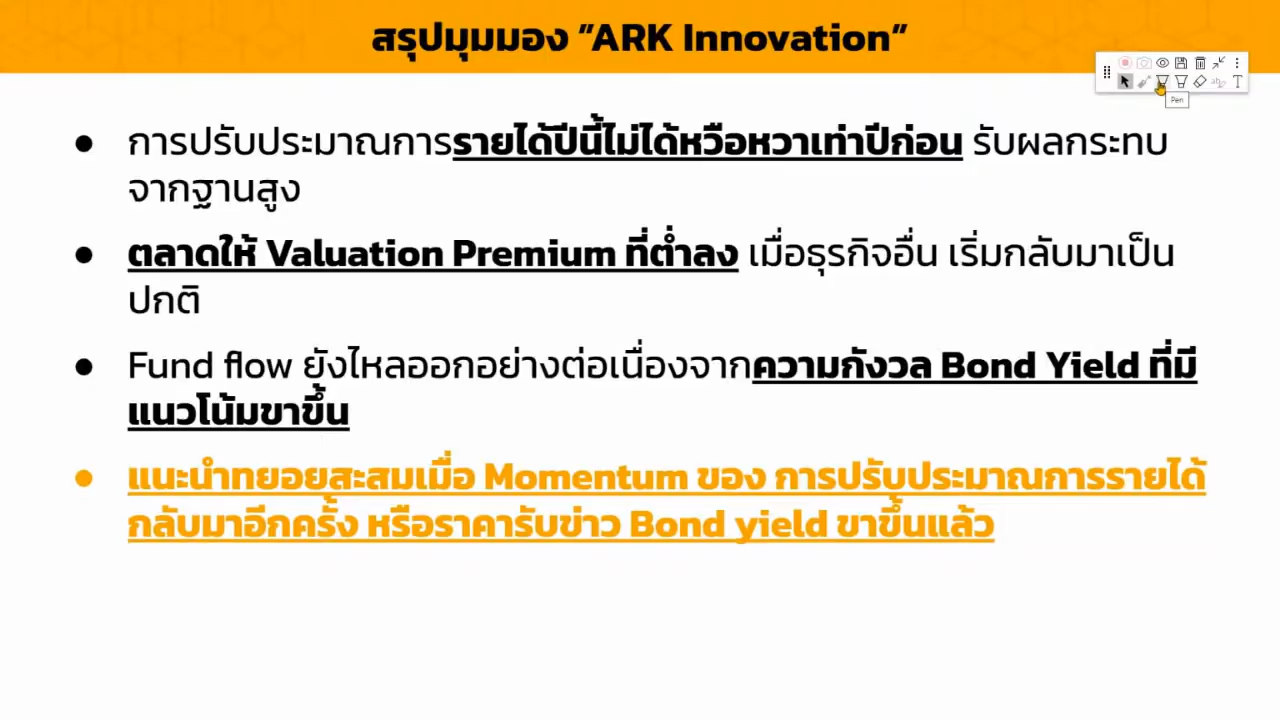 สรุปมุมมอง "ARK Innovation"
Pen
● การปรับประมาณการรายได้ปีนี้ไม่ได้หวือหวาเท่าปีก่อน รับผลกระทบ
จากฐานสูง
● ตลาดให้ Valuation Premium ที่ต่ำลง เมื่อธุรกิจอื่น เริ่มกลับมาเป็น
ปกติ
● Fund flow ยังไหลออกอย่างต่อเนื่องจากความกังวล Bond Yield ที่มี
แนวโน้มขาขึ้น
● แนะนำทยอยสะสมเมื่อ Momentum ของ การปรับประมาณการรายได้
กลับมาอีกครั้ง หรือราคารับข่าว Bond yield ขาขึ้นแล้ว